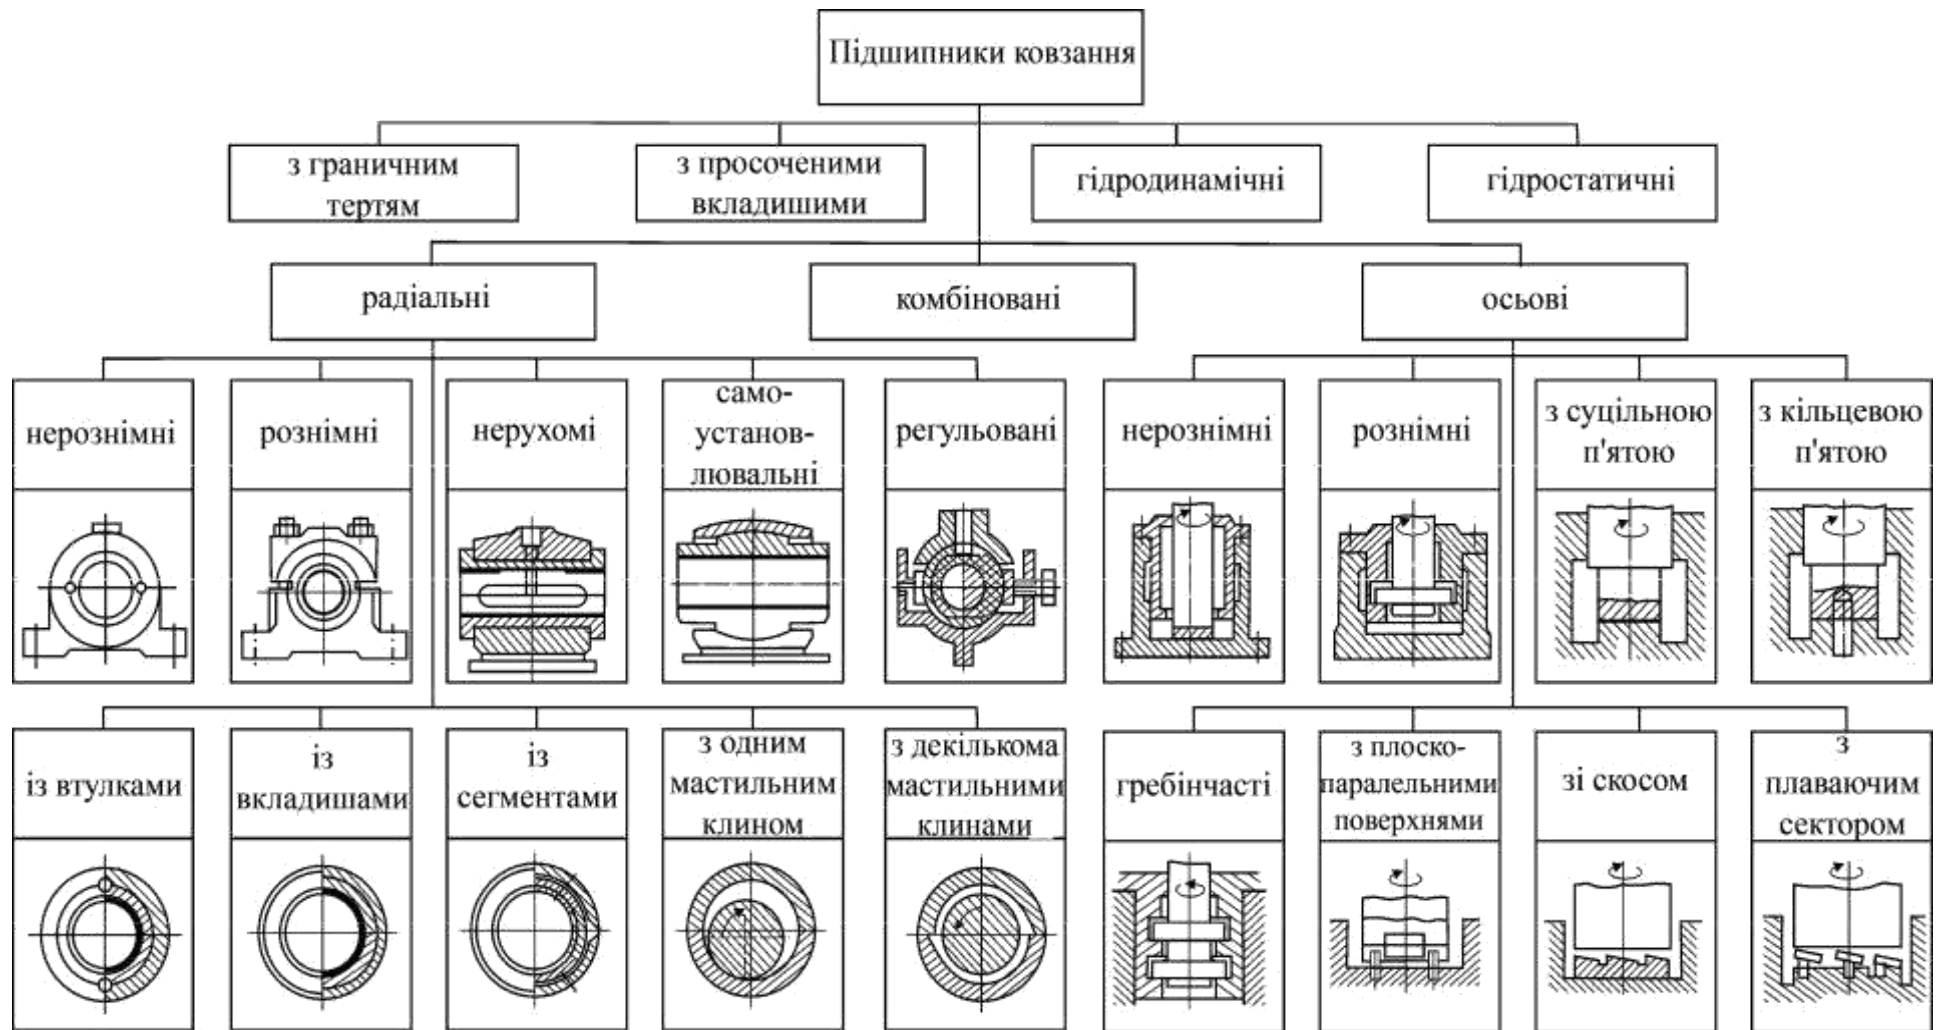 Підшипники ковзання
з граничним
тертям
з просоченими
вкладишими
гідродинамічні
гідростатичні
радіальні
комбіновані
осьові
нерознімні
рознімні
нерухомі
само-
установ-
лювальні
регульовані
нерознімні
рознімні
з суцільною
п'ятою
з кільцевою
п'ятою
із втулками
із
вкладишами
із
сегментами
з одним
мастильним
клином
з декількома
мастильними
клинами
гребінчасті
з плоско-
паралельними
поверхнями
зі скосом
з
плаваючим
сектором